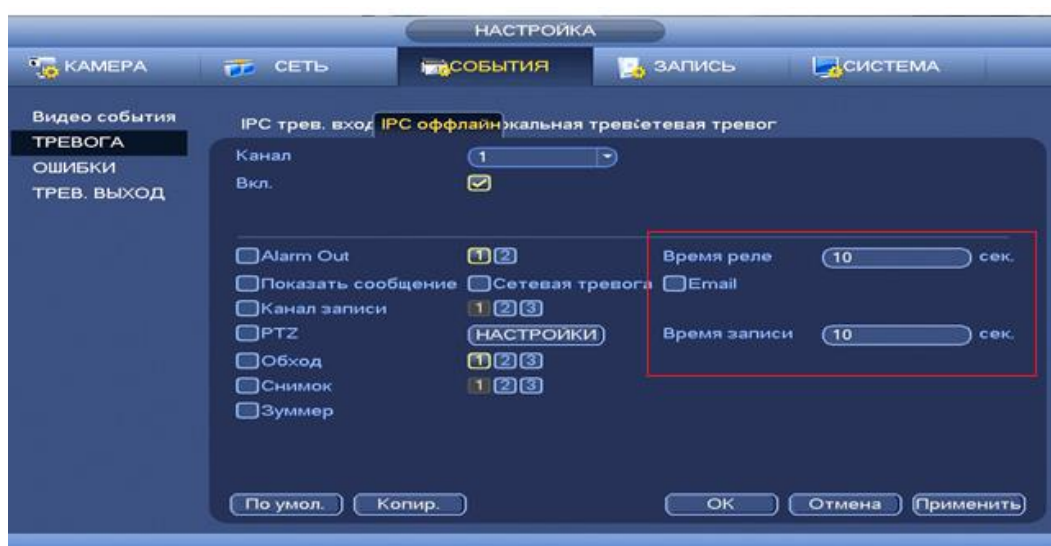 НАСТРОЙКА
КАМЕРА СЕТЬ СОБЫТИЯ ЗАПИСЬ СИСТЕМА
Видео события
ТРЕВОГА
ОШИБКИ
ТРЕВ. ВЫХОД
IPC трев. вход IPC оффлайн окальная трев сетевая тревог
Канал 1
Вкл.
Alarm Out 1 2 Время реле 10 сек.
Показать сообщение Сетевая тревога Email
Канал записи 1 2 3
PTZ НАСТРОЙКИ Время записи 10 сек.
Обход 1 2 3
Снимок 1 2 3
Зуммер
По умол. Копир. OK Отмена Применить